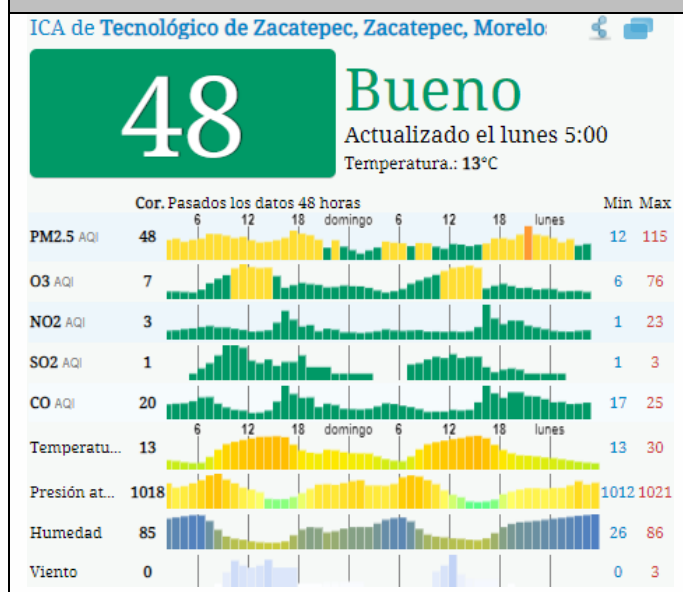 ICA de Tecnológico de Zacatepec, Zacatepec, Morelo
48
Bueno
Actualizado el lunes 5:00
Temperatura.: 13°C
Cor. Pasados los datos 48 horas Min Max
6 12 18 domingo 6 12 18 lunes
PM2.5 AQI 48 12 115
O3 AQI 7 6 76
NO2 AQI 3 1 23
SO2 AQI 1 1 3
CO AQI 20 17 25
6 12 18 domingo 6 12 18 lunes
Temperatu... 13 13 30
Presión at... 1018 1012 1021
Humedad 85 26 86
Viento 0 0 3